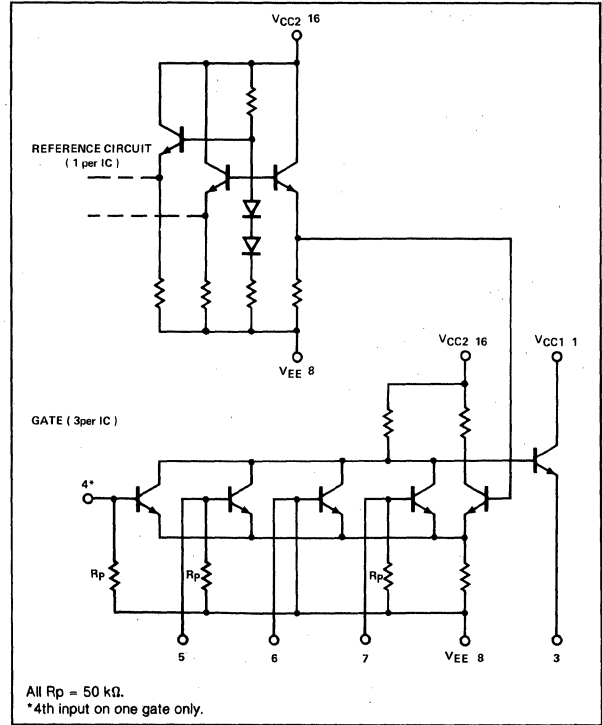 VCC2 16
REFERENCE CIRCUIT
( 1 per IC )
VEE 8
VCC2 16
VCC1 1
GATE ( 3per IC )
4*
RP
RP
RP
5
6
7
VEE 8
3
All Rp = 50 kΩ.
*4th input on one gate only.